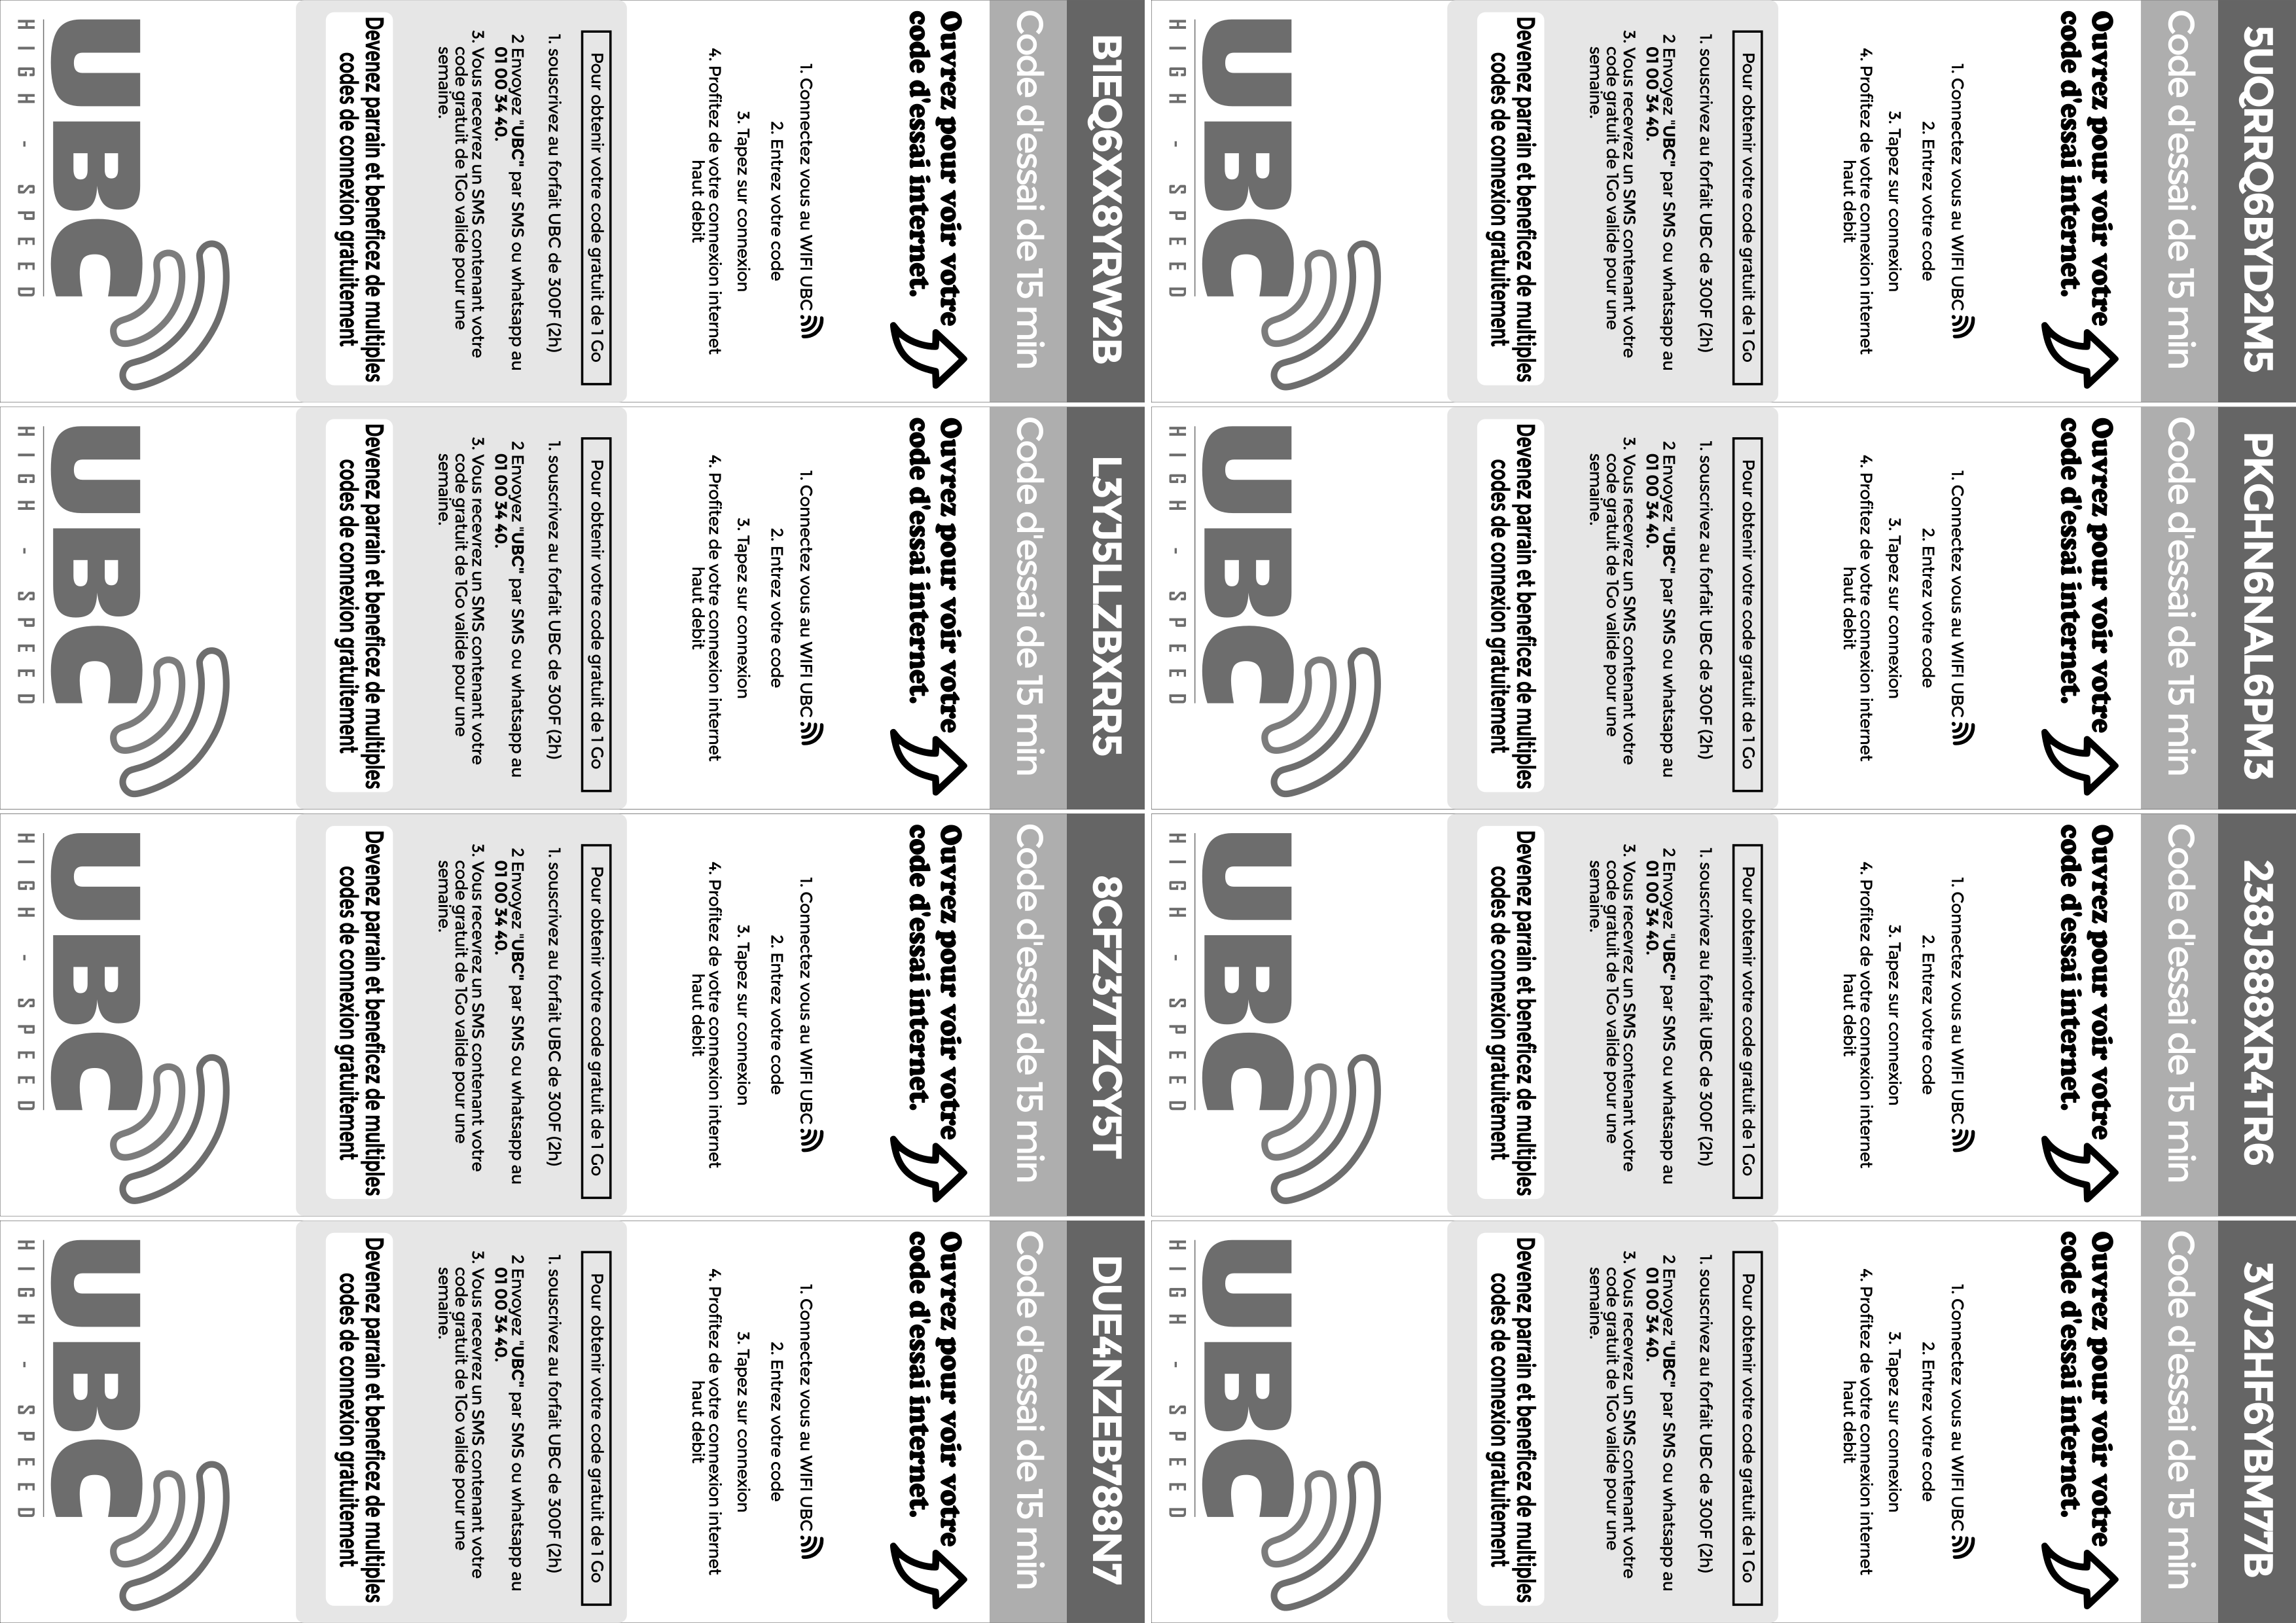 5UQRRQ6BYD2M5
Code d'essai de 15 min
Ouvrez pour voir votre
code d'essai internet.
1. Connectez vous au WIFI UBC
2. Entrez votre code
3. Tapez sur connexion
4. Profitez de votre connexion internet
haut debit
Pour obtenir votre code gratuit de 1 Go
1. souscrivez au forfait UBC de 300F (2h)
2 Envoyez "UBC" par SMS ou whatsapp au
01 00 34 40.
3. Vous recevrez un SMS contenant votre
code gratuit de 1Go valide pour une
semaine.
Devenez parrain et beneficez de multiples
codes de connexion gratuitement
UBC
HIGH - SPEED
PKGHN6NAL6PM3
Code d'essai de 15 min
Ouvrez pour voir votre
code d'essai internet.
1. Connectez vous au WIFI UBC
2. Entrez votre code
3. Tapez sur connexion
4. Profitez de votre connexion internet
haut debit
Pour obtenir votre code gratuit de 1 Go
1. souscrivez au forfait UBC de 300F (2h)
2 Envoyez "UBC" par SMS ou whatsapp au
01 00 34 40.
3. Vous recevrez un SMS contenant votre
code gratuit de 1Go valide pour une
semaine.
Devenez parrain et beneficez de multiples
codes de connexion gratuitement
UBC
HIGH - SPEED
238J888XR4TR6
Code d'essai de 15 min
Ouvrez pour voir votre
code d'essai internet.
1. Connectez vous au WIFI UBC
2. Entrez votre code
3. Tapez sur connexion
4. Profitez de votre connexion internet
haut debit
Pour obtenir votre code gratuit de 1 Go
1. souscrivez au forfait UBC de 300F (2h)
2 Envoyez "UBC" par SMS ou whatsapp au
01 00 34 40.
3. Vous recevrez un SMS contenant votre
code gratuit de 1Go valide pour une
semaine.
Devenez parrain et beneficez de multiples
codes de connexion gratuitement
UBC
HIGH - SPEED
3VJ2HF6YBM77B
Code d'essai de 15 min
Ouvrez pour voir votre
code d'essai internet.
1. Connectez vous au WIFI UBC
2. Entrez votre code
3. Tapez sur connexion
4. Profitez de votre connexion internet
haut debit
Pour obtenir votre code gratuit de 1 Go
1. souscrivez au forfait UBC de 300F (2h)
2 Envoyez "UBC" par SMS ou whatsapp au
01 00 34 40.
3. Vous recevrez un SMS contenant votre
code gratuit de 1Go valide pour une
semaine.
Devenez parrain et beneficez de multiples
codes de connexion gratuitement
UBC
HIGH - SPEED
B1EQ6XX8YRW2B
Code d'essai de 15 min
Ouvrez pour voir votre
code d'essai internet.
1. Connectez vous au WIFI UBC
2. Entrez votre code
3. Tapez sur connexion
4. Profitez de votre connexion internet
haut debit
Pour obtenir votre code gratuit de 1 Go
1. souscrivez au forfait UBC de 300F (2h)
2 Envoyez "UBC" par SMS ou whatsapp au
01 00 34 40.
3. Vous recevrez un SMS contenant votre
code gratuit de 1Go valide pour une
semaine.
Devenez parrain et beneficez de multiples
codes de connexion gratuitement
UBC
HIGH - SPEED
L3YJ5LLZBXRR5
Code d'essai de 15 min
Ouvrez pour voir votre
code d'essai internet.
1. Connectez vous au WIFI UBC
2. Entrez votre code
3. Tapez sur connexion
4. Profitez de votre connexion internet
haut debit
Pour obtenir votre code gratuit de 1 Go
1. souscrivez au forfait UBC de 300F (2h)
2 Envoyez "UBC" par SMS ou whatsapp au
01 00 34 40.
3. Vous recevrez un SMS contenant votre
code gratuit de 1Go valide pour une
semaine.
Devenez parrain et beneficez de multiples
codes de connexion gratuitement
UBC
HIGH - SPEED
8CFZ37TZCY5T
Code d'essai de 15 min
Ouvrez pour voir votre
code d'essai internet.
1. Connectez vous au WIFI UBC
2. Entrez votre code
3. Tapez sur connexion
4. Profitez de votre connexion internet
haut debit
Pour obtenir votre code gratuit de 1 Go
1. souscrivez au forfait UBC de 300F (2h)
2 Envoyez "UBC" par SMS ou whatsapp au
01 00 34 40.
3. Vous recevrez un SMS contenant votre
code gratuit de 1Go valide pour une
semaine.
Devenez parrain et beneficez de multiples
codes de connexion gratuitement
UBC
HIGH - SPEED
DUE4NZEB788N7
Code d'essai de 15 min
Ouvrez pour voir votre
code d'essai internet.
1. Connectez vous au WIFI UBC
2. Entrez votre code
3. Tapez sur connexion
4. Profitez de votre connexion internet
haut debit
Pour obtenir votre code gratuit de 1 Go
1. souscrivez au forfait UBC de 300F (2h)
2 Envoyez "UBC" par SMS ou whatsapp au
01 00 34 40.
3. Vous recevrez un SMS contenant votre
code gratuit de 1Go valide pour une
semaine.
Devenez parrain et beneficez de multiples
codes de connexion gratuitement
UBC
HIGH - SPEED